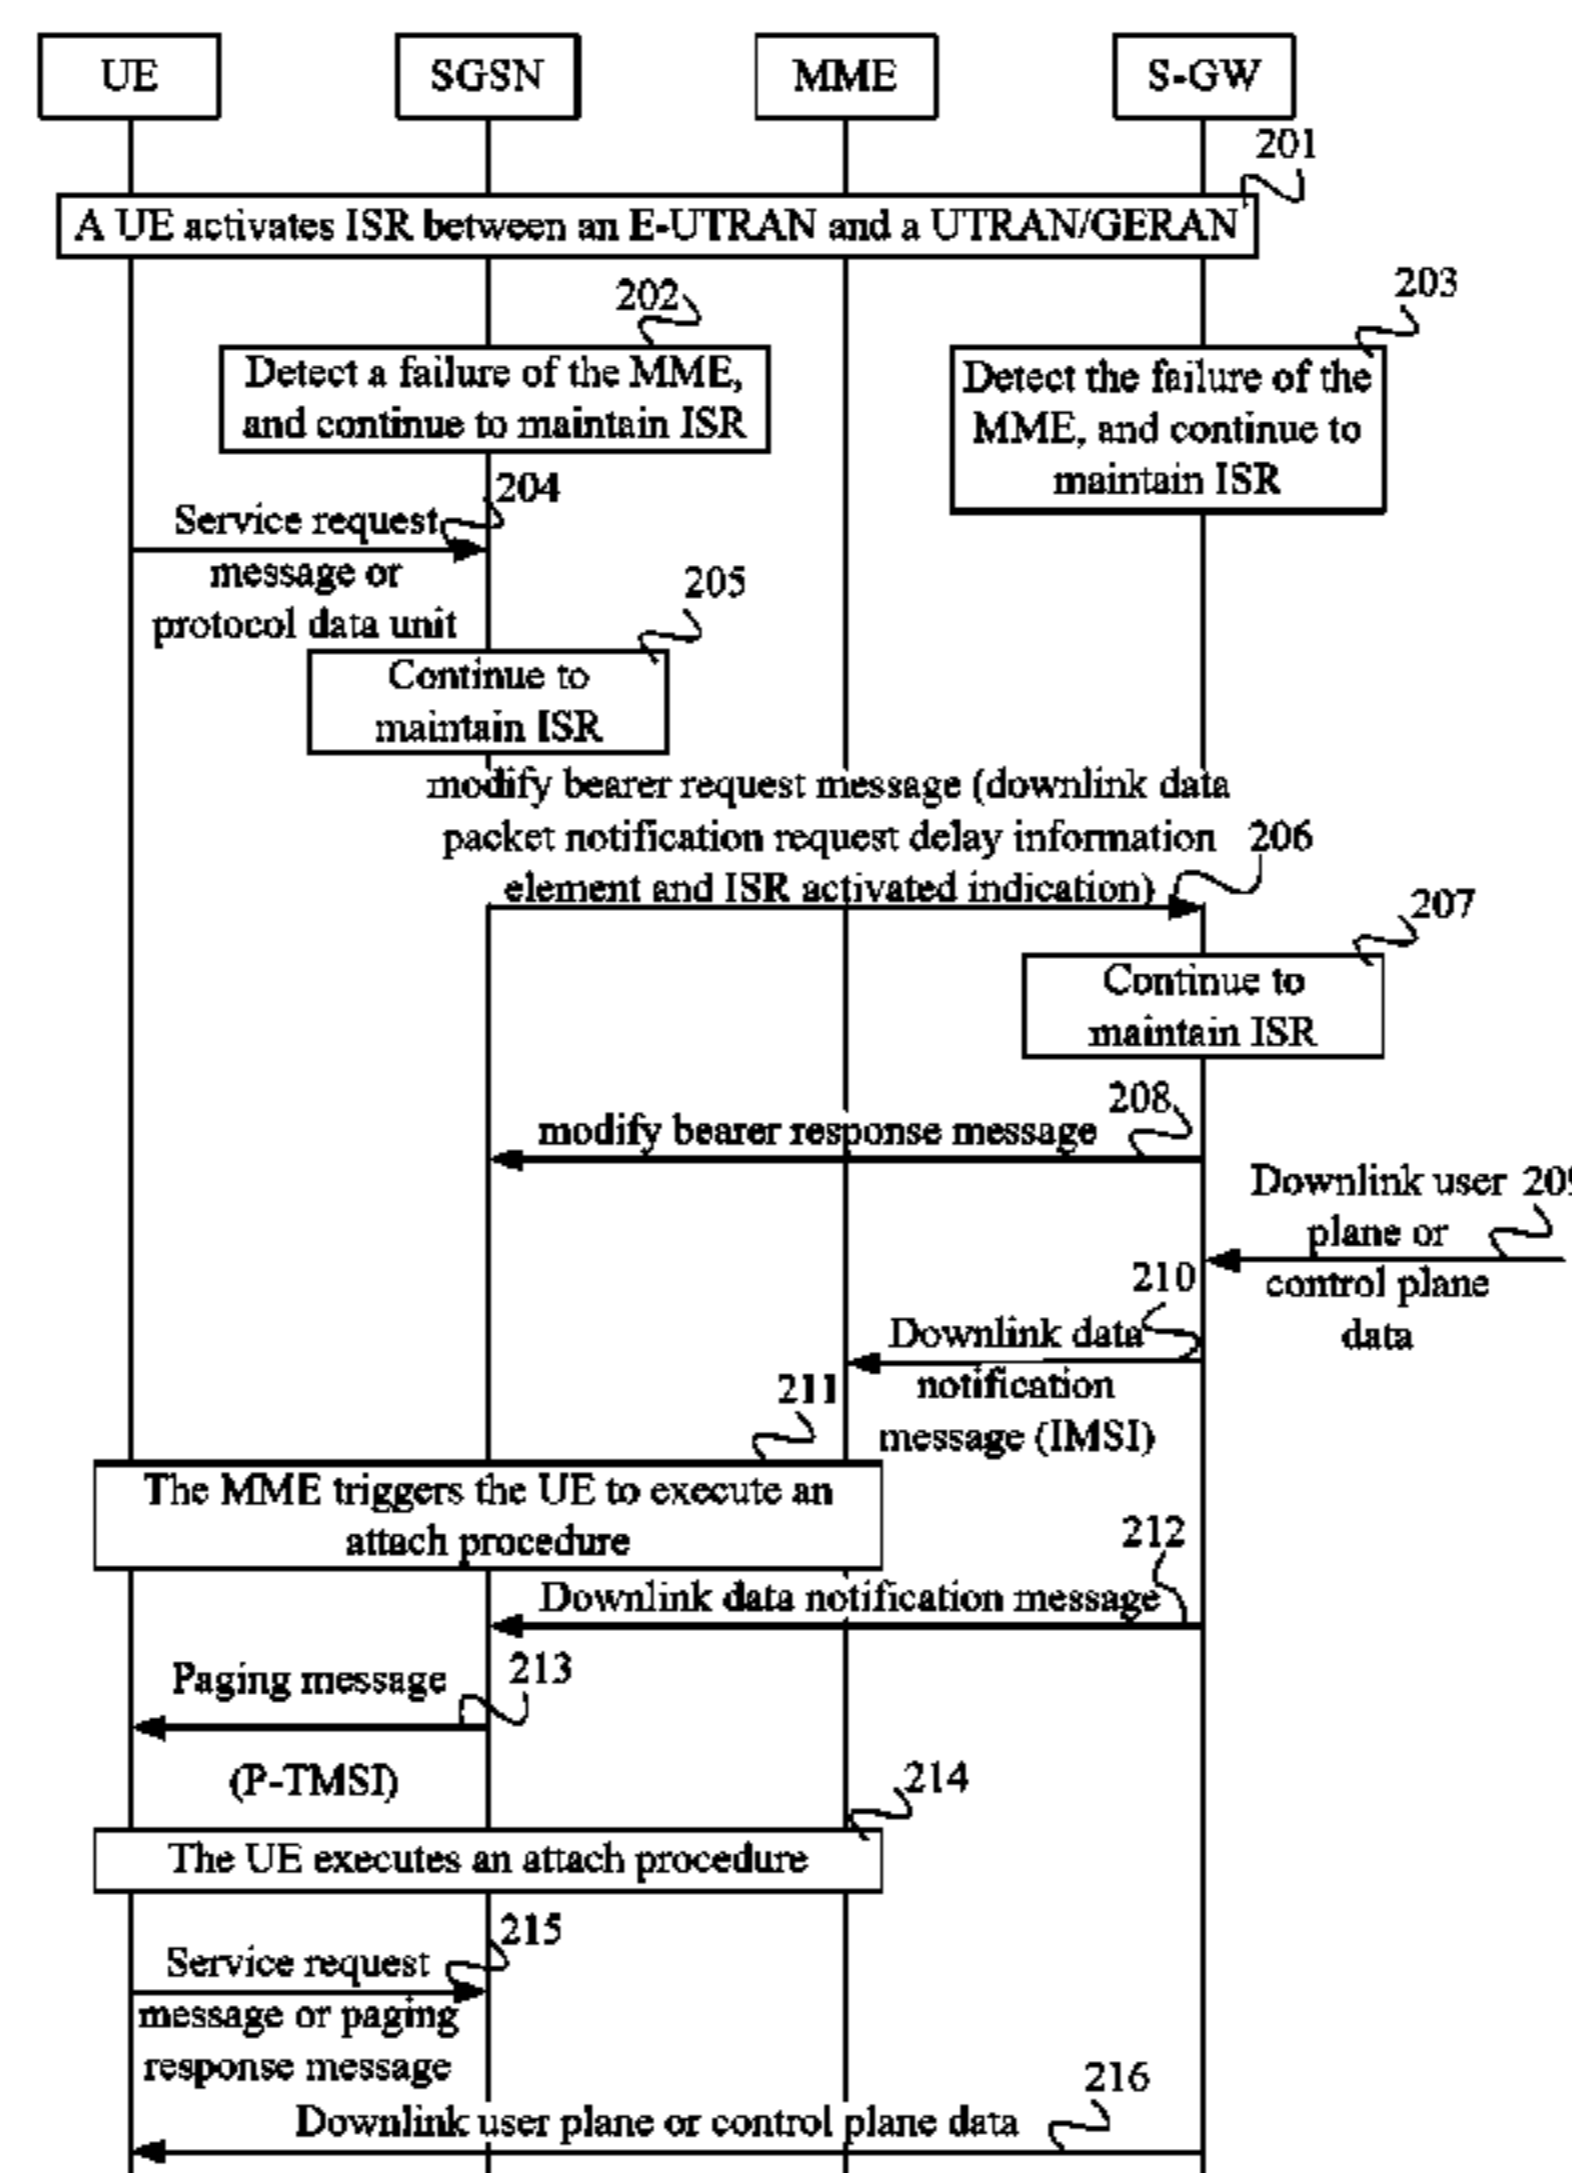 UE
SGSN
MME
S-GW
201
A UE activates ISR between an E-UTRAN and a UTRAN/GERAN
202
203
Detect a failure of the MME,
and continue to maintain ISR
Detect the failure of the
MME, and continue to
maintain ISR
204
Service request
message or
protocol data unit
205
Continue to
maintain ISR
modify bearer request message (downlink data
packet notification request delay information
element and ISR activated indication)
206
207
Continue to
maintain ISR
208
modify bearer response message
Downlink user
plane or
control plane
data
210
Downlink data
notification
message (IMSI)
211
The MME triggers the UE to execute an
attach procedure
212
Downlink data notification message
213
Paging message
(P-TMSI)
214
The UE executes an attach procedure
215
Service request
message or paging
response message
216
Downlink user plane or control plane data